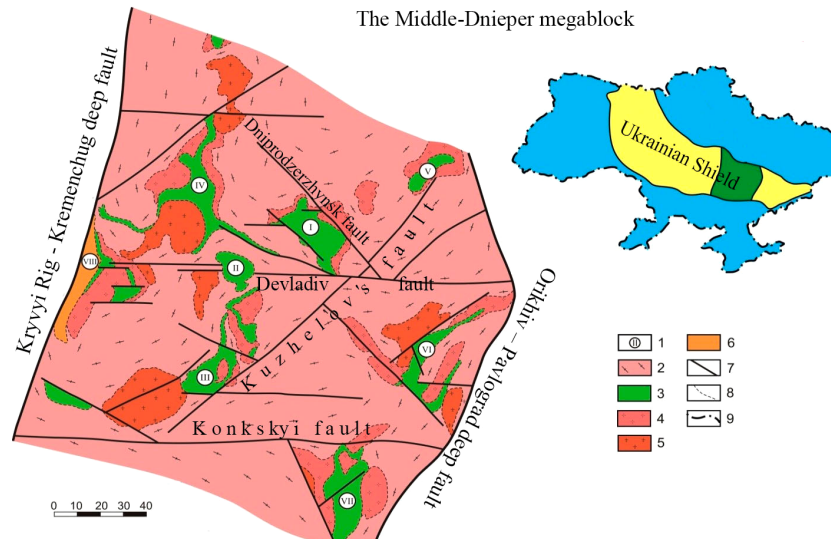 The Middle-Dnieper megablock
Kryvyi Rig - Kremenchug deep fault
Dniprodzerzhynsk fault
Ukrainian Shield
IV
V
I
Kuzhelov's fault
VIII
II
Devladiv fault
Orikhiv – Pavlograd deep fault
VI
III
Konkskyi fault
VII
II 1
2
3
4
5
6
7
8
9
0 10 20 30 40